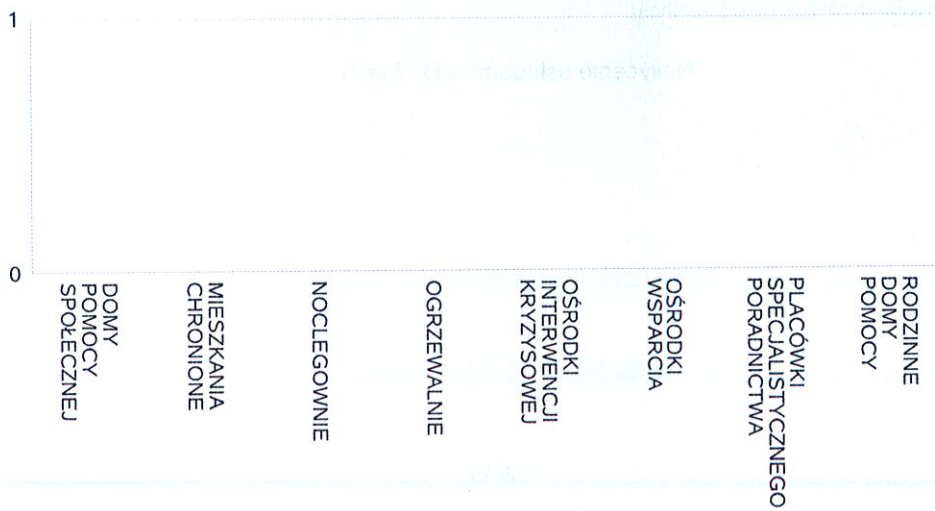 1
0
DOMY
POMOCY
SPOŁECZNEJ
MIESZKANIA
CHRONIONE
NOCLEGOWNIE
OGRZEWALNIE
OŚRODKI
INTERWENCJI
KRYZYSOWEJ
OŚRODKI
WSPARCIA
PLACÓWKI
SPECJALISTYCZNEGO
PORADNICTWA
RODZINNE
DOMY
POMOCY